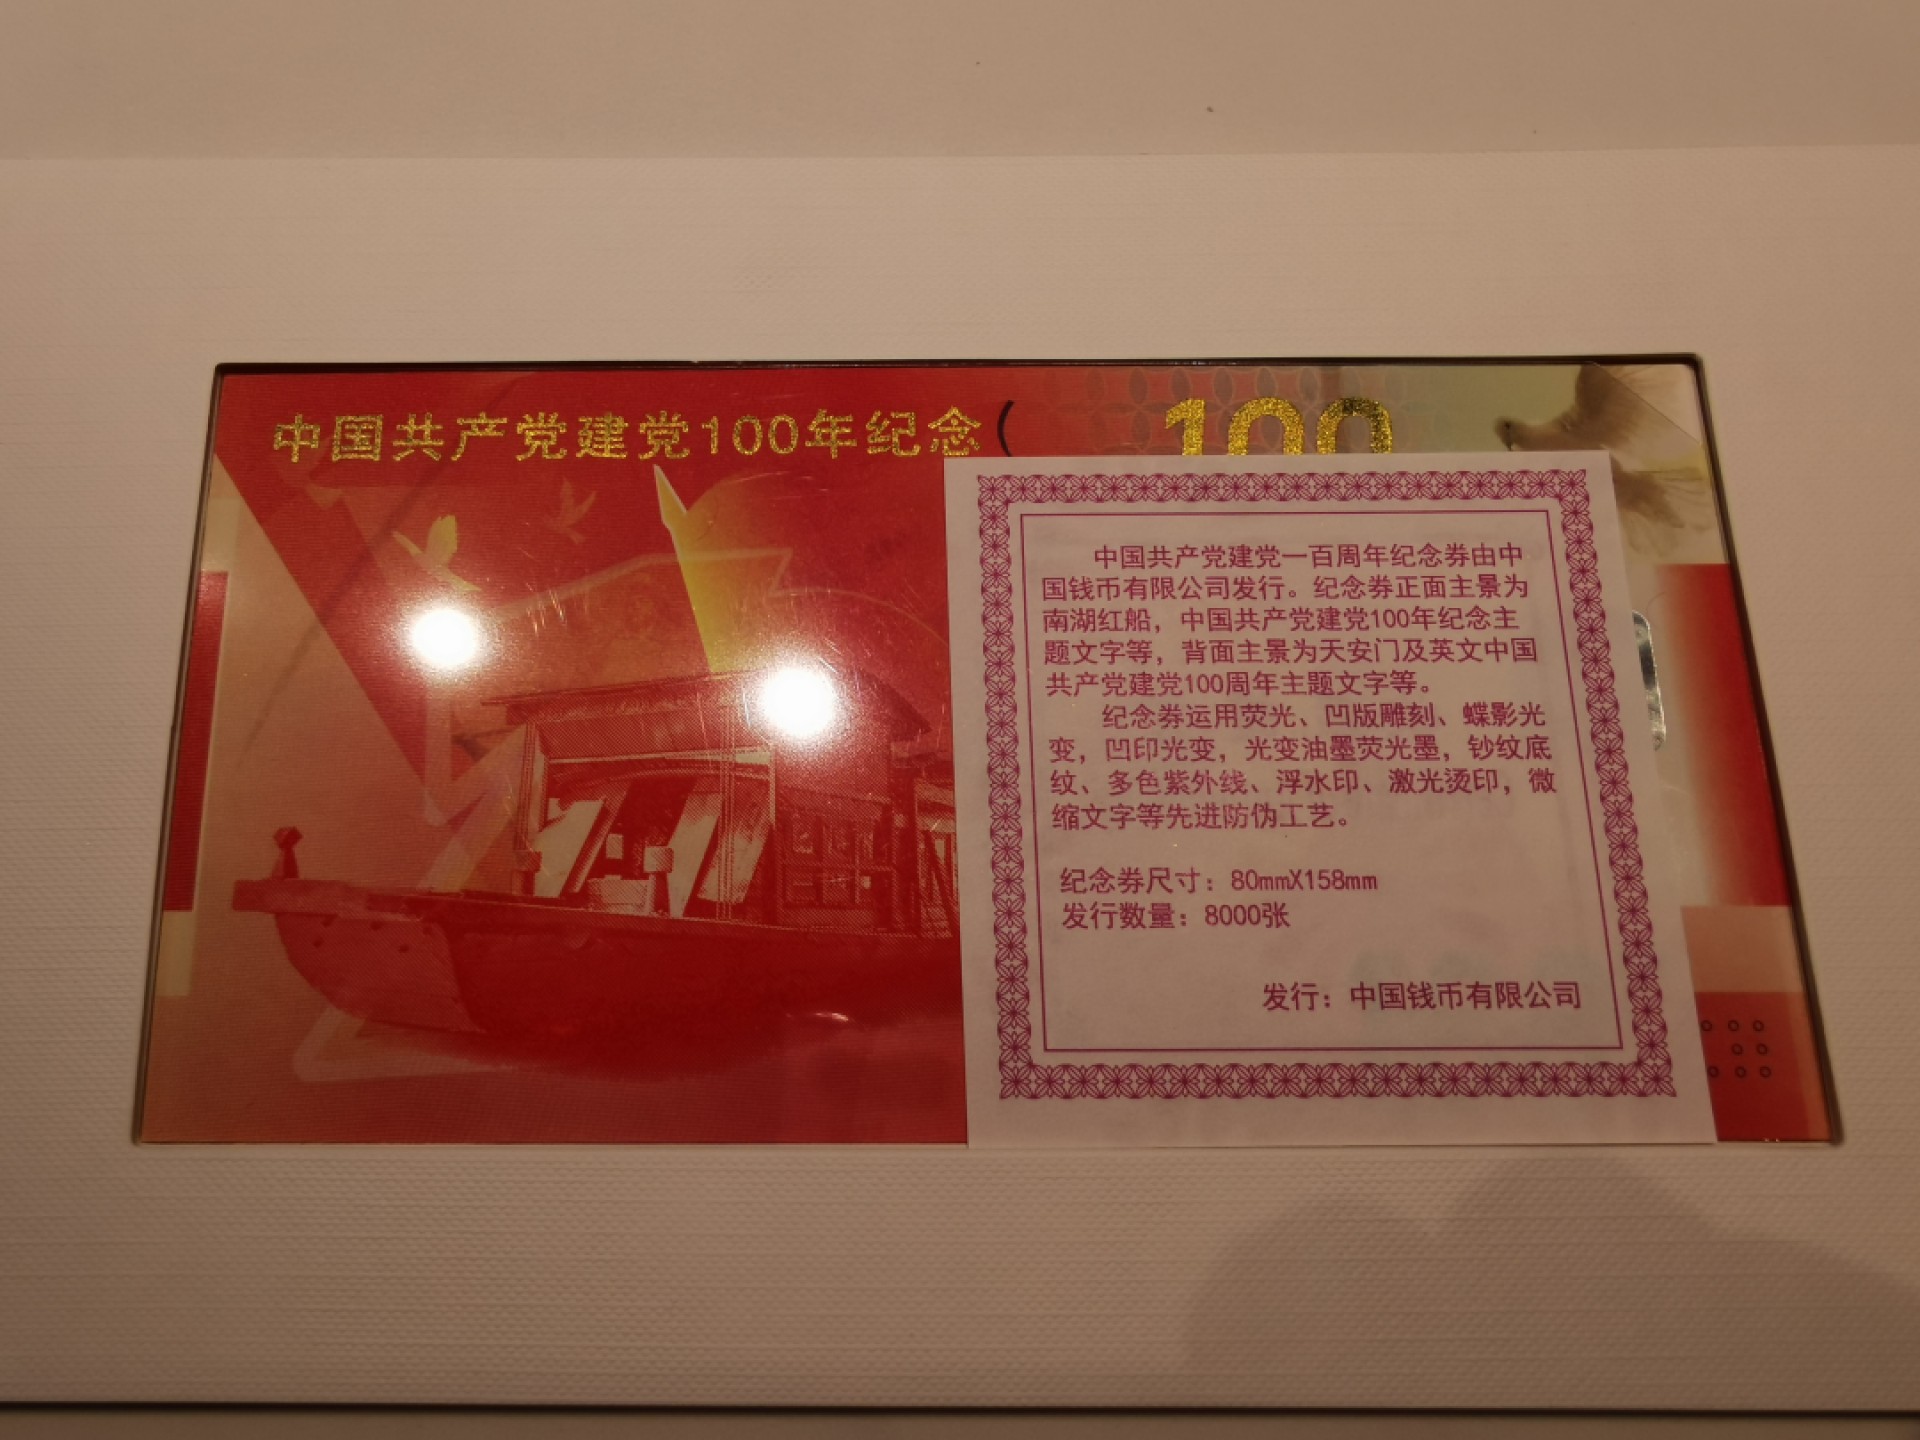 中国共产党建党100年纪念
100
中国共产党建党一百周年纪念券由中
国钱币有限公司发行。纪念券正面主景为
南湖红船，中国共产党建党100年纪念主
题文字等，背面主景为天安门及英文中国
共产党建党100周年主题文字等。
纪念券运用荧光、凹版雕刻、蝶影光
变，凹印光变，光变油墨荧光墨，钞纹底
纹、多色紫外线、浮水印、激光烫印，微
缩文字等先进防伪工艺。
纪念券尺寸：80mmX158mm
发行数量：8000张
发行：中国钱币有限公司